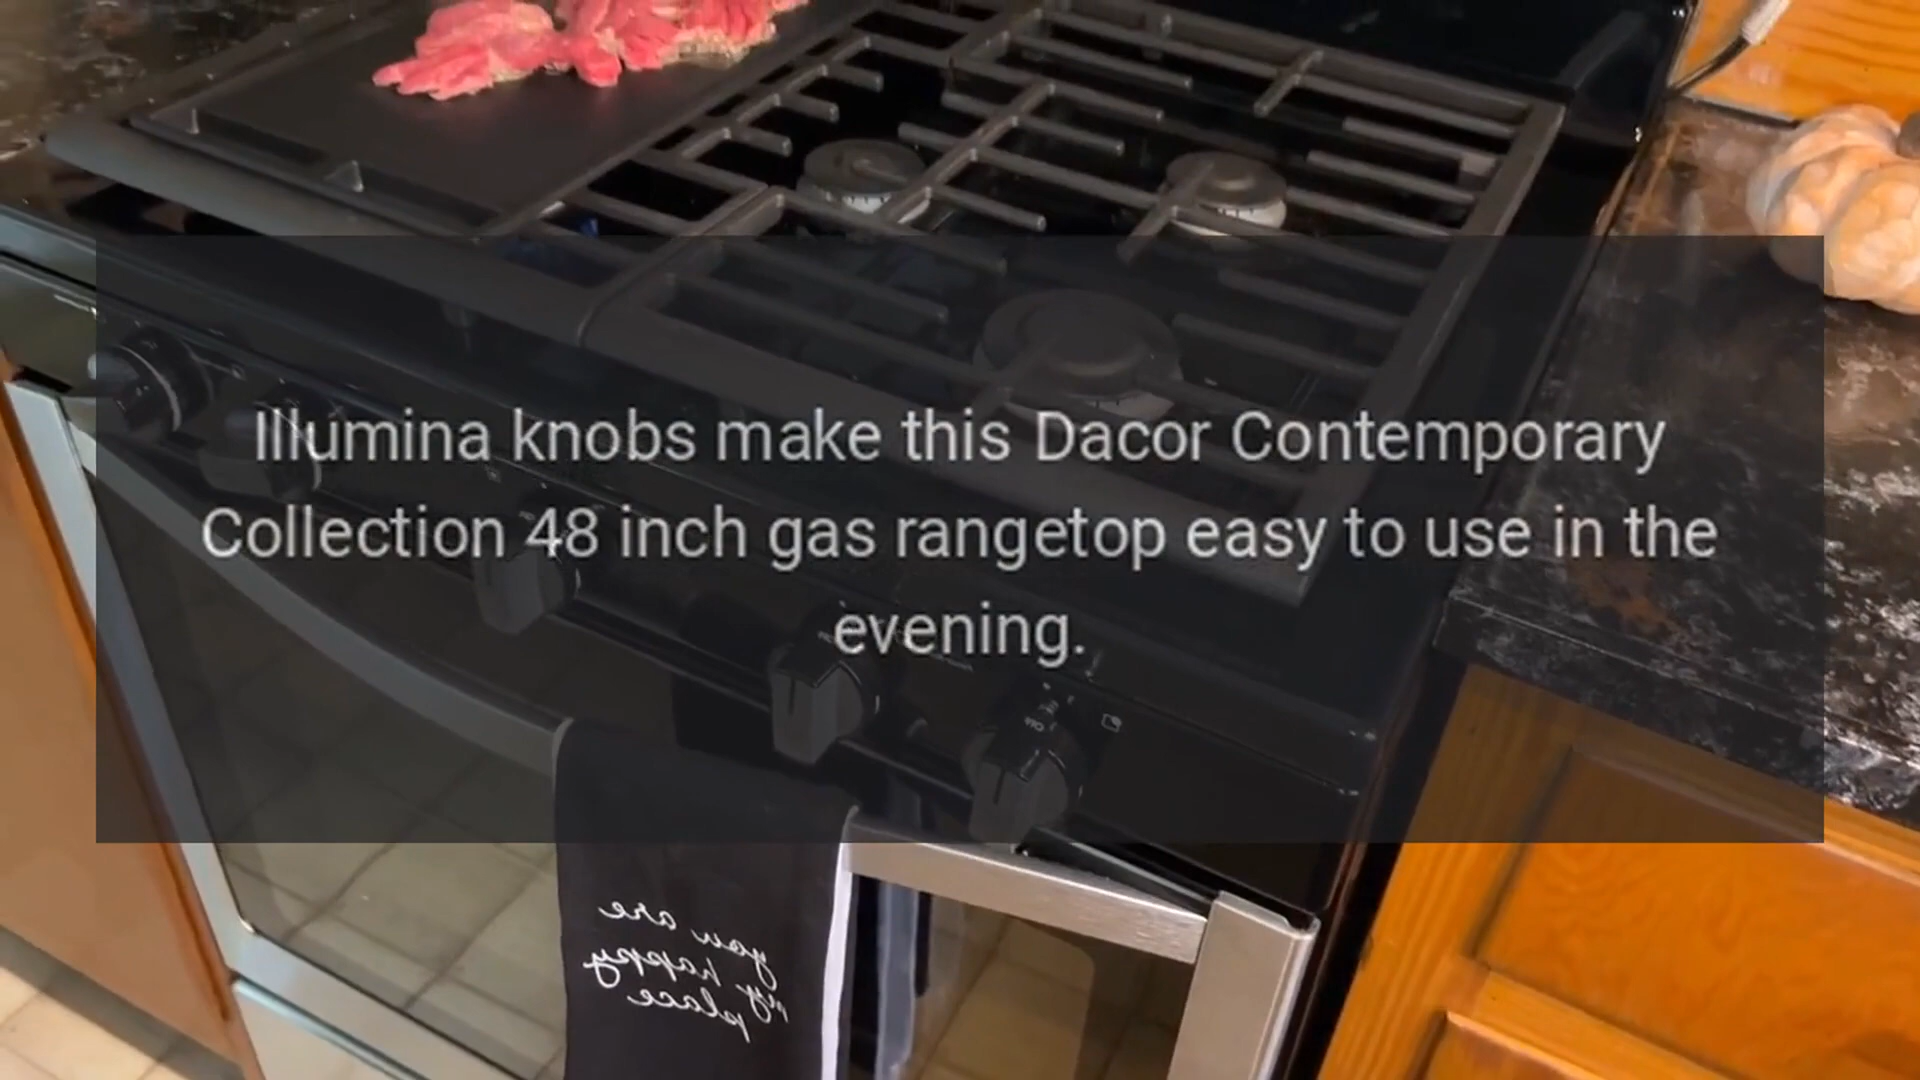 Illumina knobs make this Dacor Contemporary
Collection 48 inch gas rangetop easy to use in the
evening.
you are
my happy
place